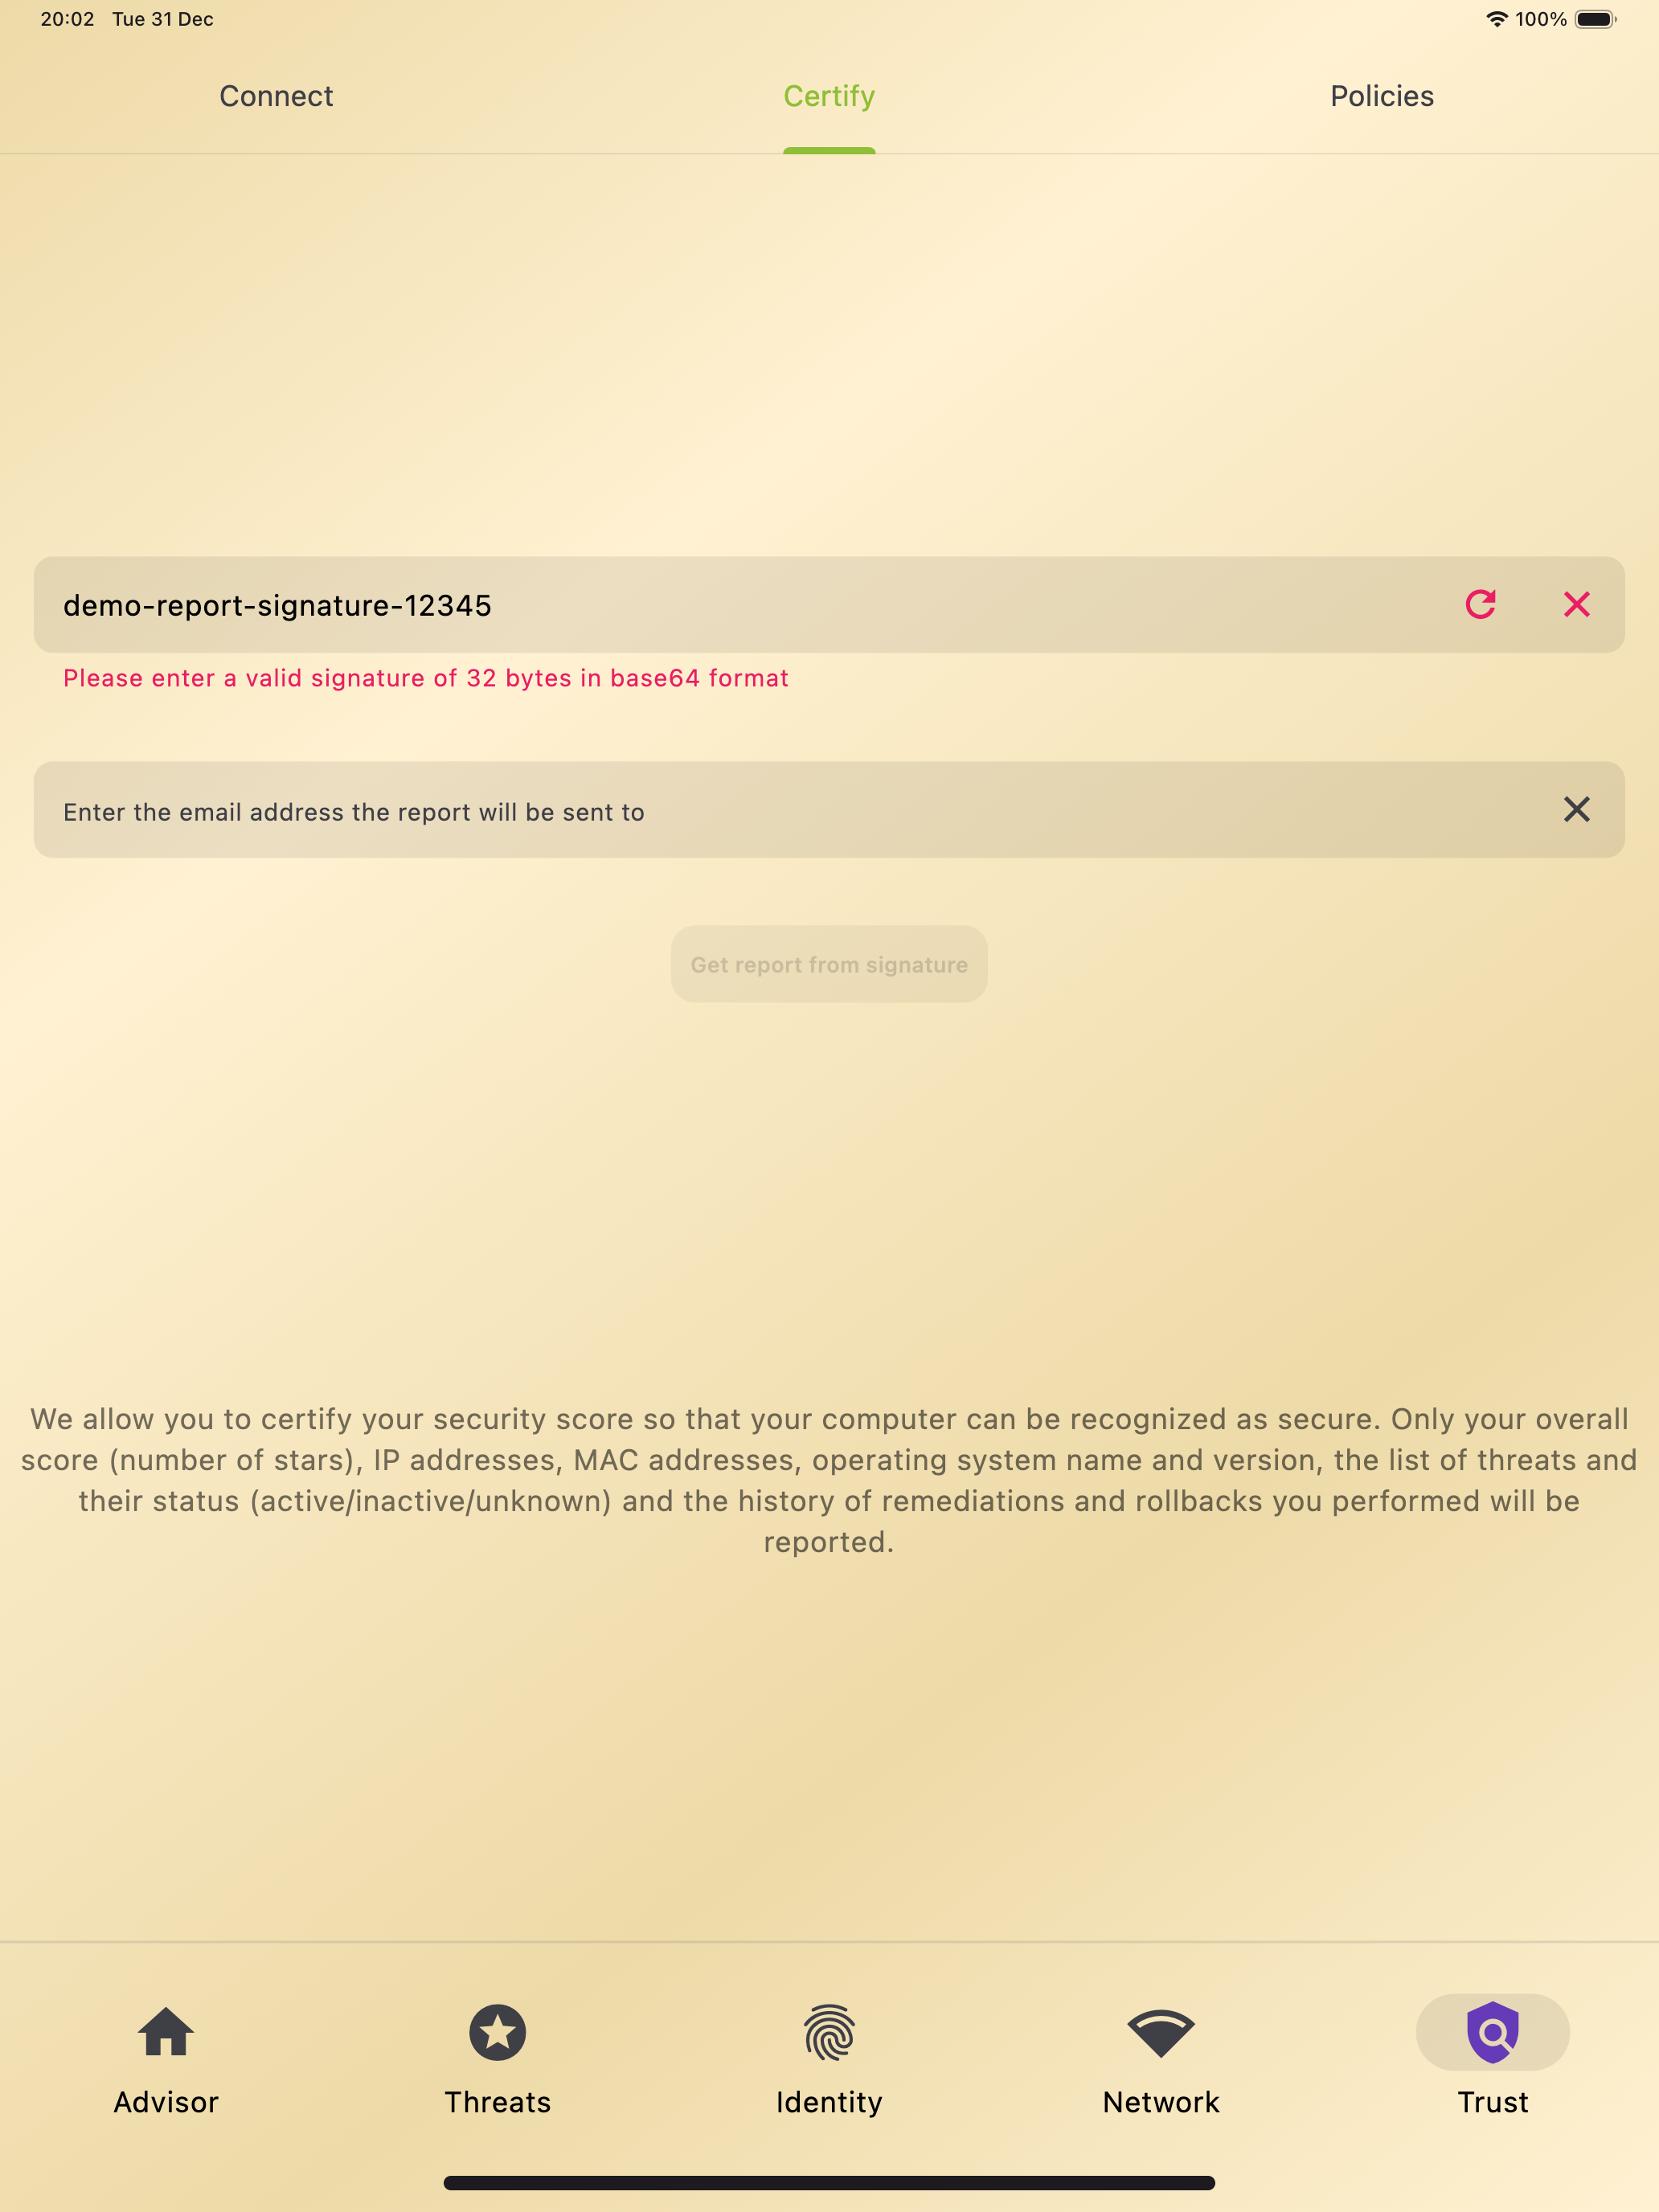 20:02 Tue 31 Dec
100%
Connect
Certify
Policies
demo-report-signature-12345
Please enter a valid signature of 32 bytes in base64 format
Enter the email address the report will be sent to
Get report from signature
We allow you to certify your security score so that your computer can be recognized as secure. Only your overall
score (number of stars), IP addresses, MAC addresses, operating system name and version, the list of threats and
their status (active/inactive/unknown) and the history of remediations and rollbacks you performed will be
reported.
Advisor
Threats
Identity
Network
Trust